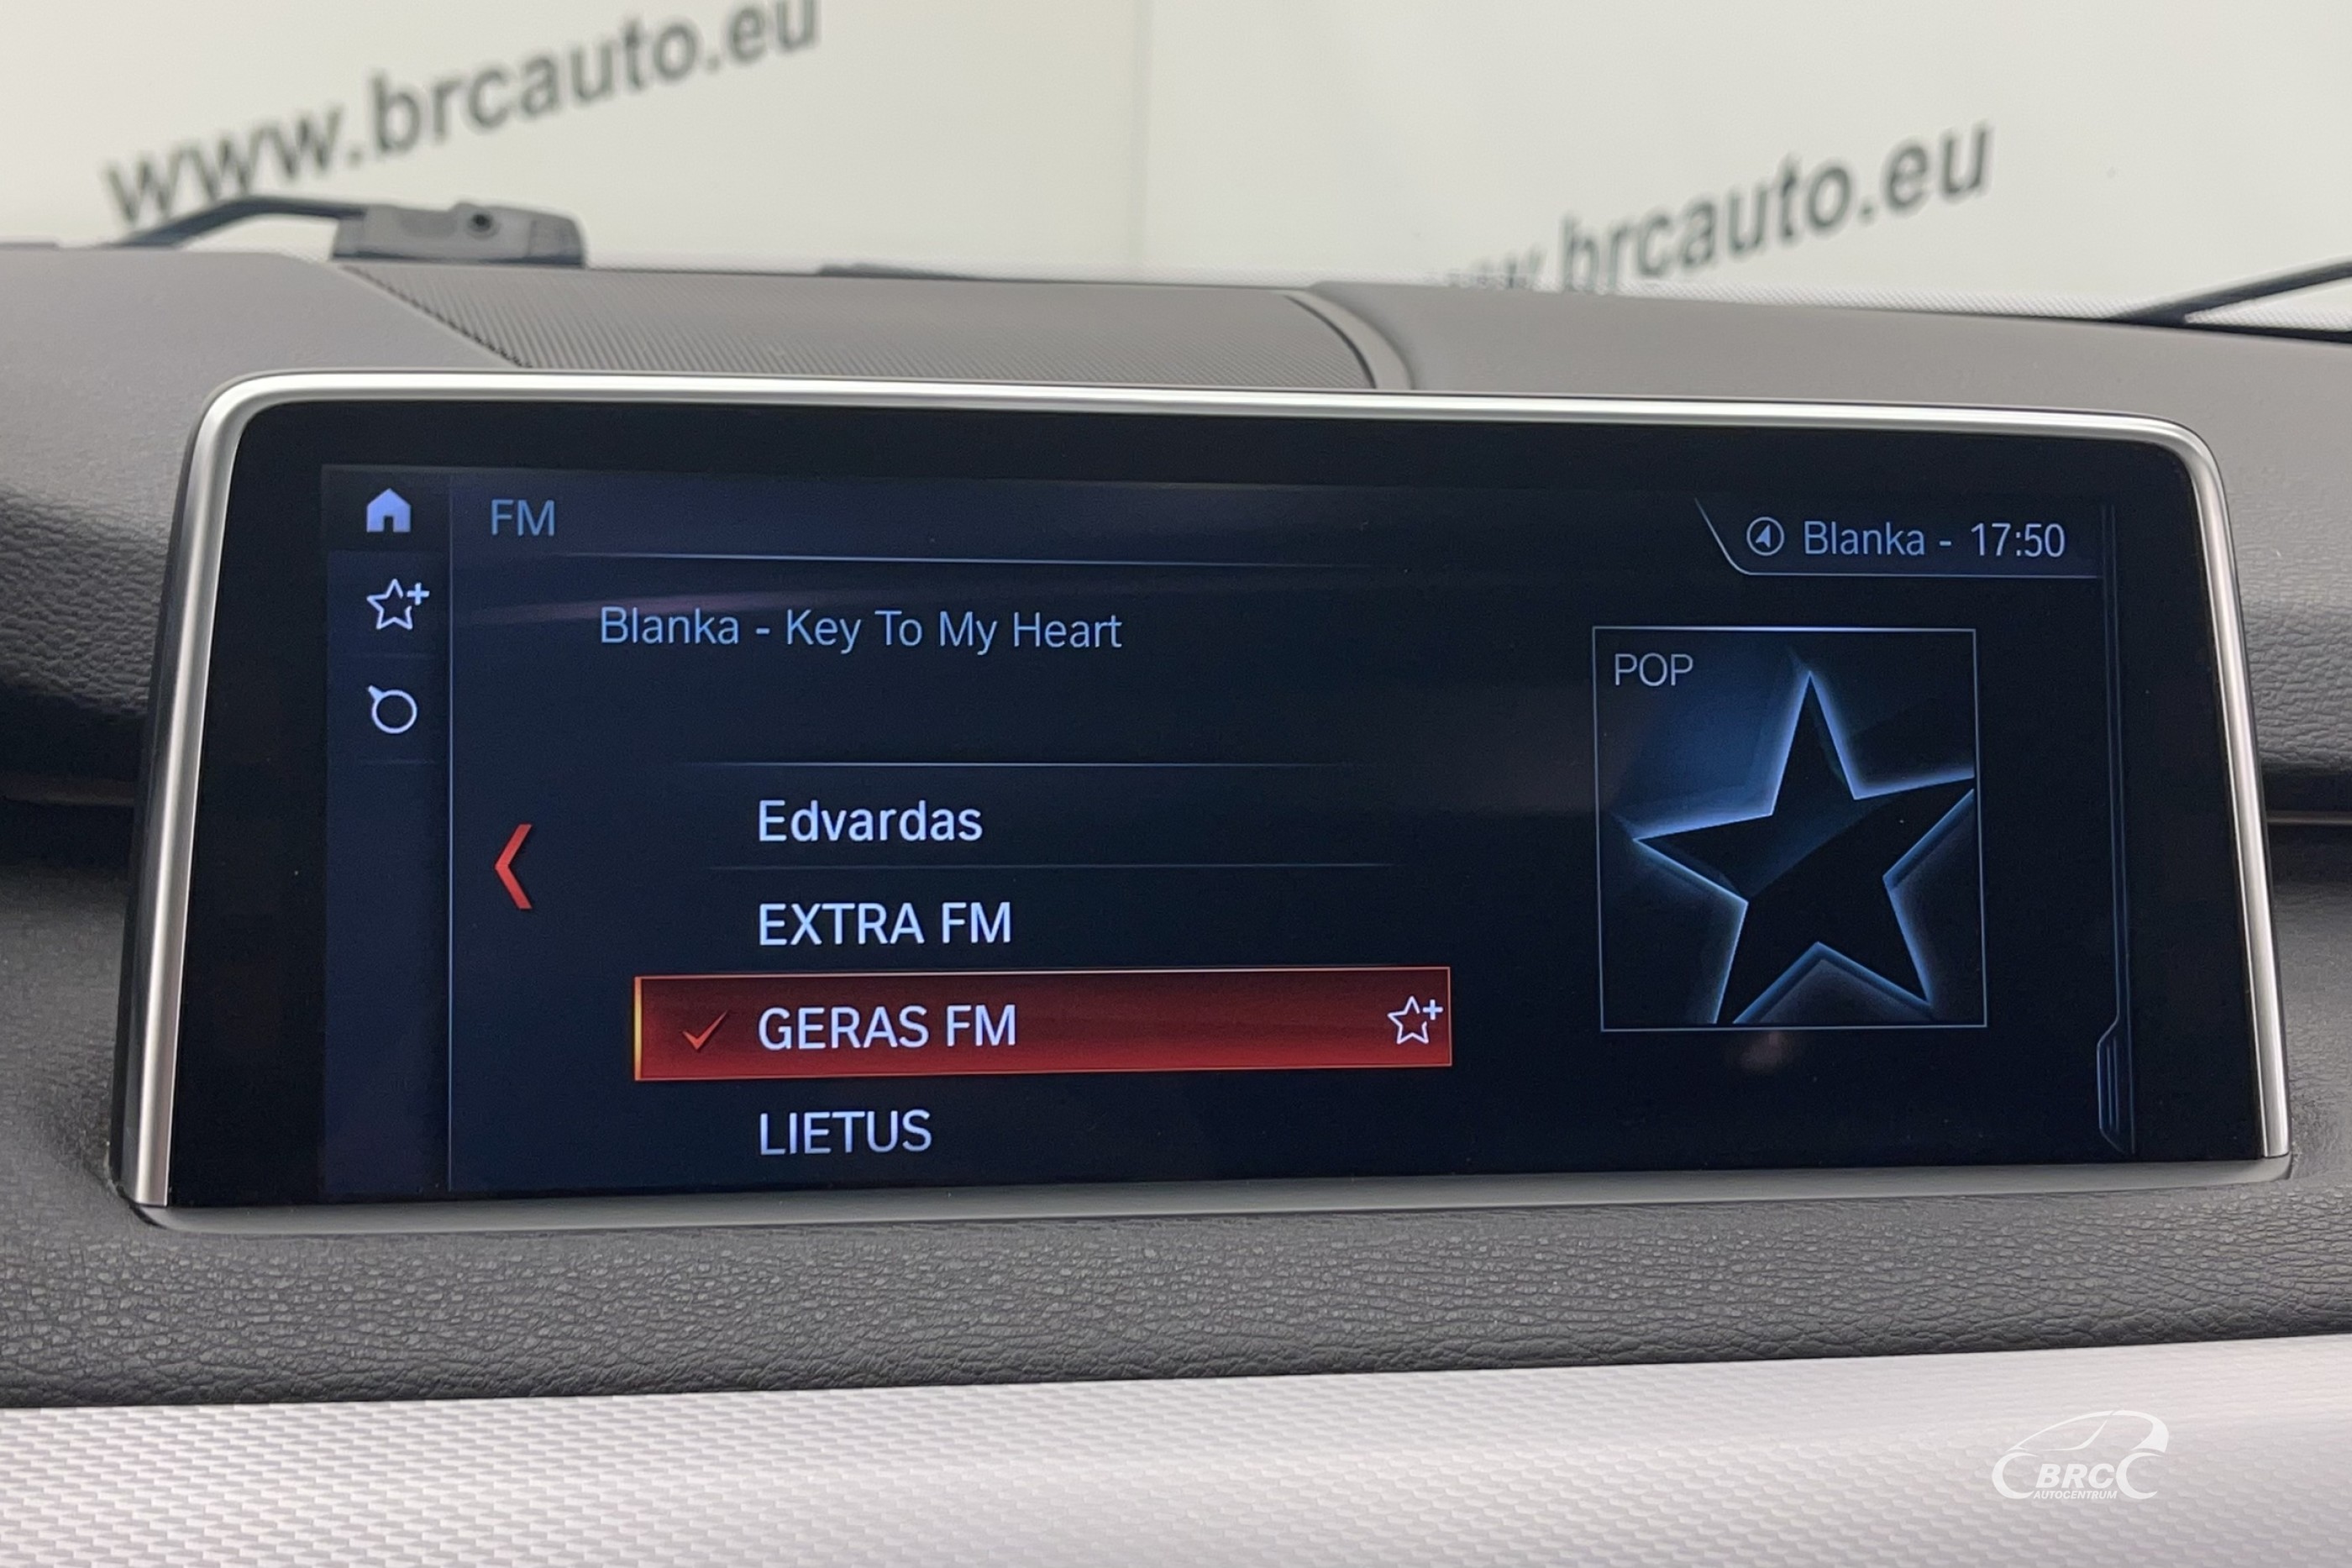 www.brcauto.eu
www.brcauto.eu
FM
Blanka - 17:50
Blanka - Key To My Heart
POP
Edvardas
EXTRA FM
GERAS FM
LIETUS
BRC
AUTOCENTRUM